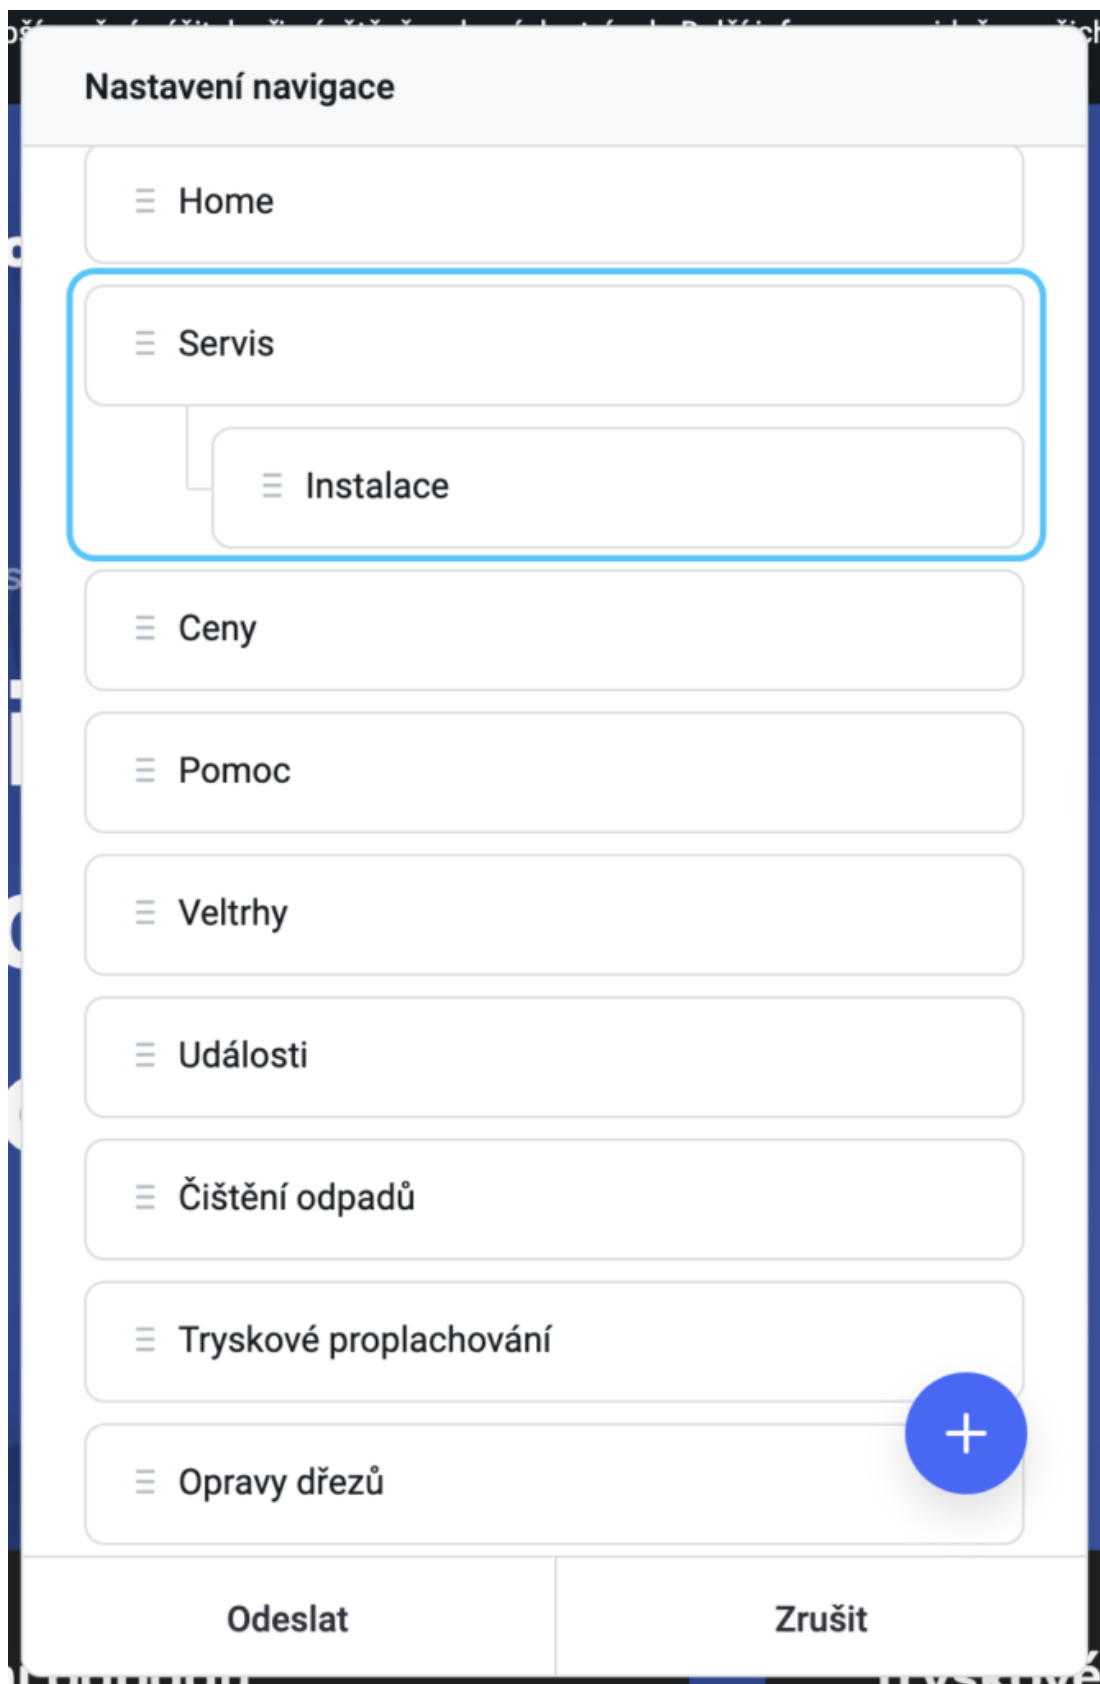 Nastavení navigace
Home
Servis
Instalace
Ceny
Pomoc
Veltrhy
Události
Čištění odpadů
Tryskové proplachování
Opravy dřezů
Odeslat
Zrušit